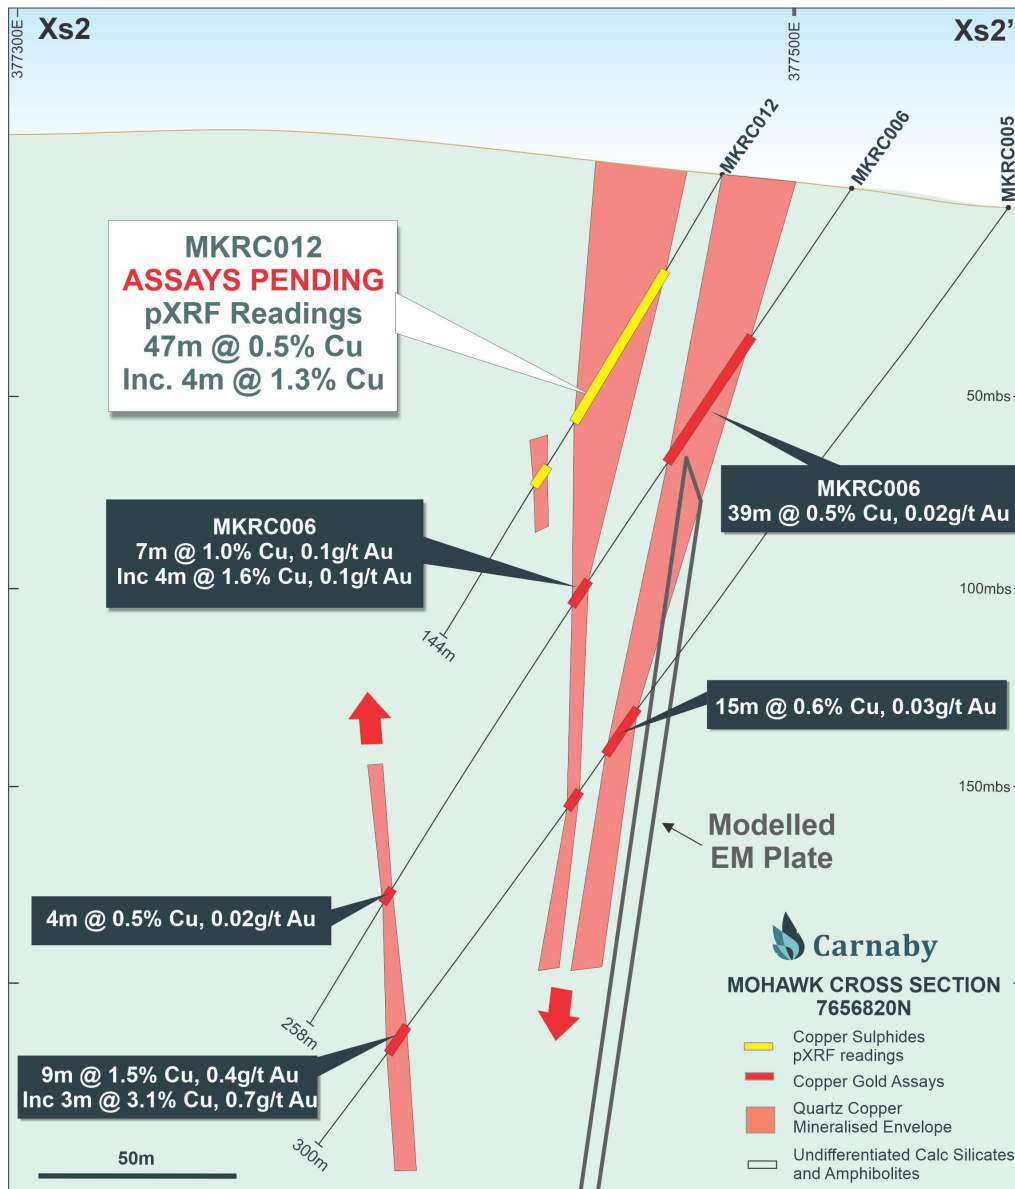 377300E
Xs2
377500E
Xs2'
MKRC012
MKRC006
MKRC005
MKRC012
ASSAYS PENDING
pXRF Readings
47m @ 0.5% Cu
Inc. 4m @ 1.3% Cu
50mbs
MKRC006
39m @ 0.5% Cu, 0.02g/t Au
MKRC006
7m @ 1.0% Cu, 0.1g/t Au
Inc 4m @ 1.6% Cu, 0.1g/t Au
100mbs
144m
15m @ 0.6% Cu, 0.03g/t Au
150mbs
Modelled
EM Plate
4m @ 0.5% Cu, 0.02g/t Au
Carnaby
MOHAWK CROSS SECTION
7656820N
258m
Copper Sulphides
pXRF readings
9m @ 1.5% Cu, 0.4g/t Au
Inc 3m @ 3.1% Cu, 0.7g/t Au
Copper Gold Assays
Quartz Copper
Mineralised Envelope
300m
50m
Undifferentiated Calc Silicates
and Amphibolites